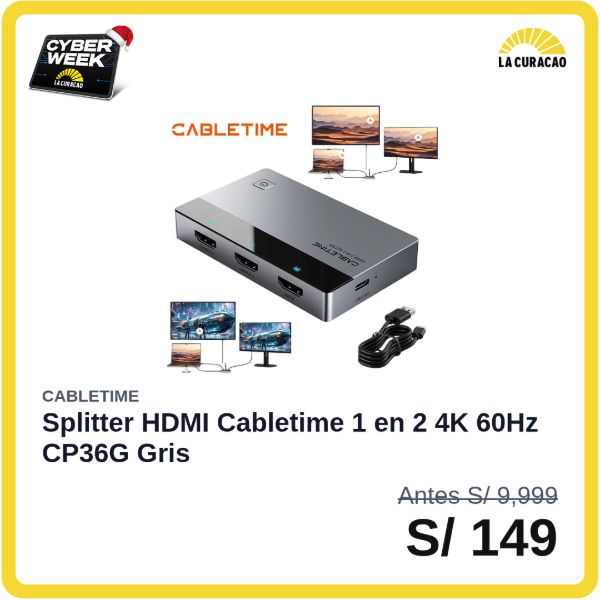 CYBER
WEEK
LA CURACAO
LA CURACAO
CABLETIME
CABLETIME
CABLETIME
Splitter HDMI Cabletime 1 en 2 4K 60Hz
CP36G Gris
Antes S/ 9,999
S/ 149